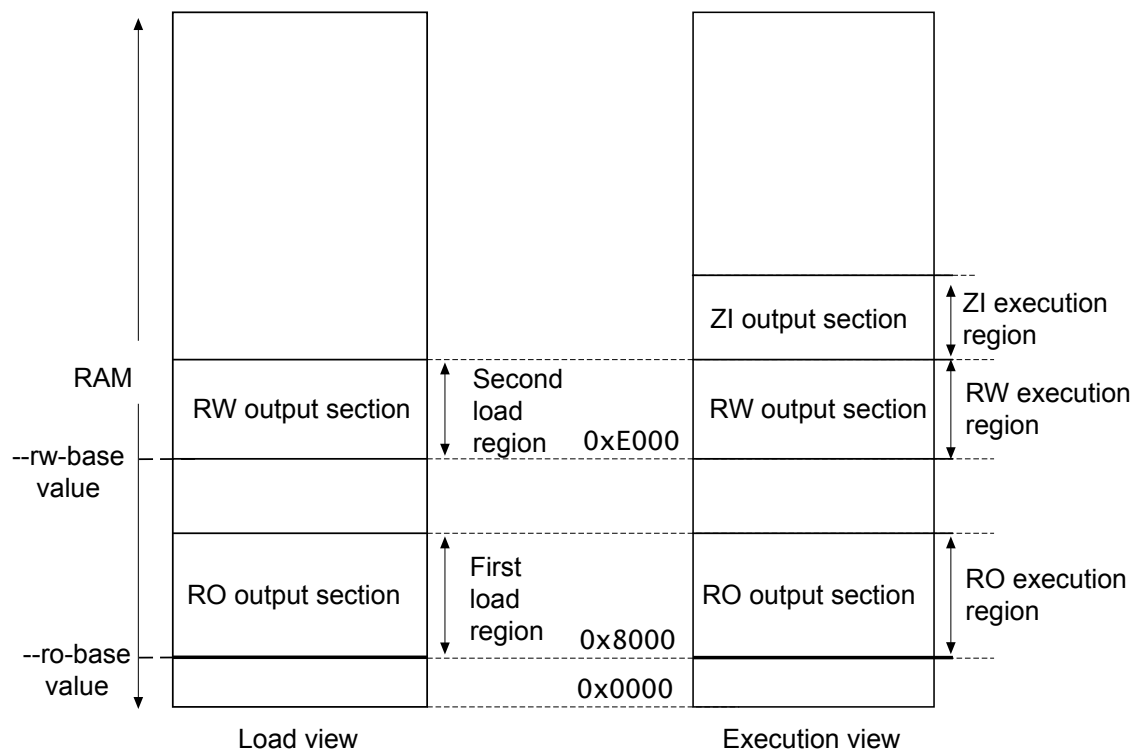 ZI output section
ZI execution
region
RAM
RW output section
Second
load
region
0xE000
RW output section
RW execution
region
--rw-base
value
RO output section
First
load
region
0x8000
RO output section
RO execution
region
--ro-base
value
0x0000
Load view
Execution view